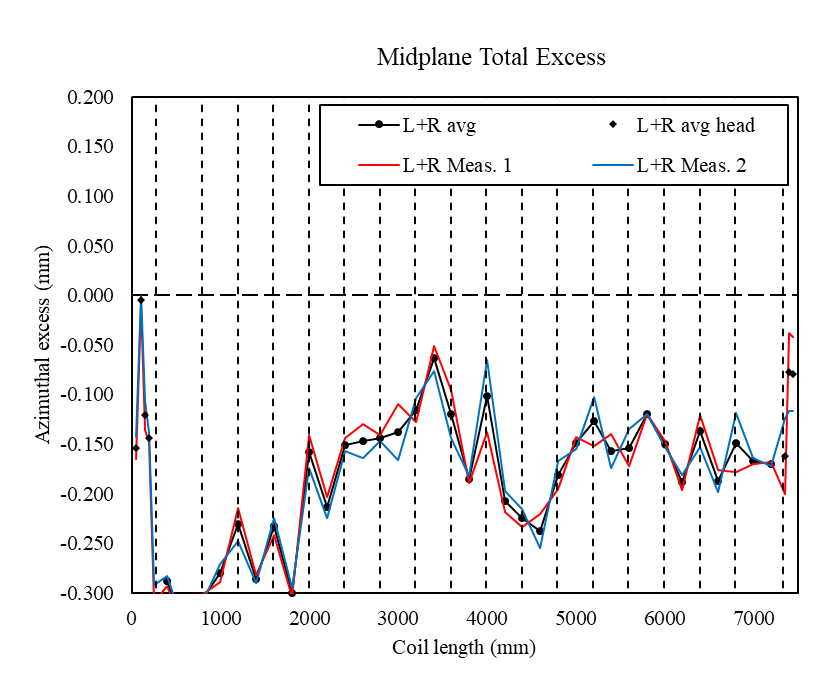 Midplane Total Excess
L+R avg
L+R avg head
L+R Meas. 1
L+R Meas. 2
0.200
0.150
0.100
0.050
0.000
-0.050
-0.100
-0.150
-0.200
-0.250
-0.300
Azimuthal excess (mm)
0 1000 2000 3000 4000 5000 6000 7000
Coil length (mm)